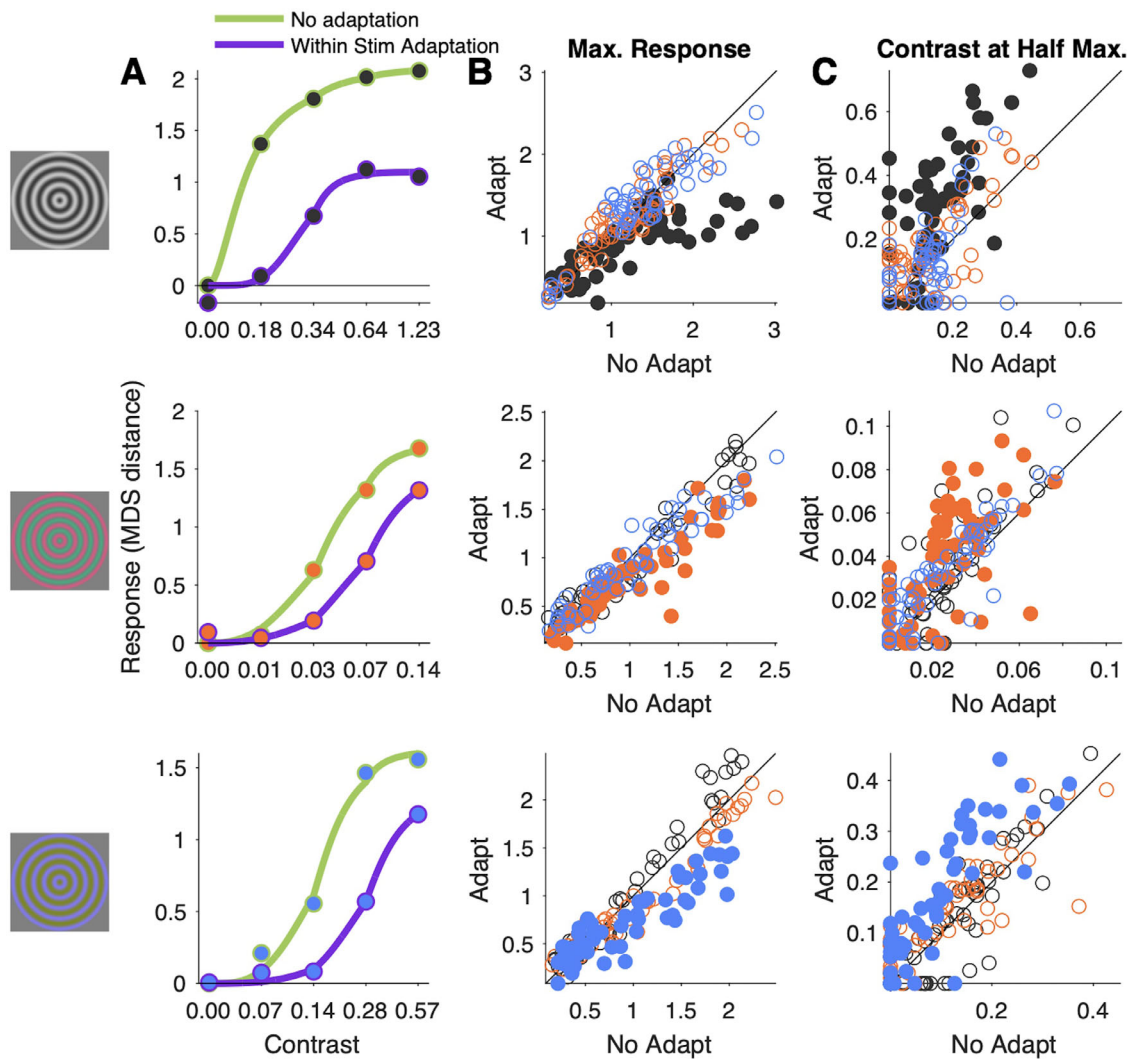 No adaptation
Within Stim Adaptation
A
B
Max. Response
C
Contrast at Half Max.
2
1.5
1
0.5
0
0.00 0.18 0.34 0.64 1.23
3
2
1
Adapt
1 2 3
No Adapt
0.6
0.4
0.2
Adapt
0.2 0.4 0.6
No Adapt
Response (MDS distance)
2
1.5
1
0.5
0
0.00 0.01 0.03 0.07 0.14
2.5
2
1.5
1
0.5
Adapt
0.5 1 1.5 2 2.5
No Adapt
0.1
0.08
0.06
0.04
0.02
Adapt
0.02 0.06 0.1
No Adapt
1.5
1
0.5
0
0.00 0.07 0.14 0.28 0.57
Contrast
2
1.5
1
0.5
Adapt
0.5 1 1.5 2
No Adapt
0.4
0.3
0.2
0.1
Adapt
0.2 0.4
No Adapt